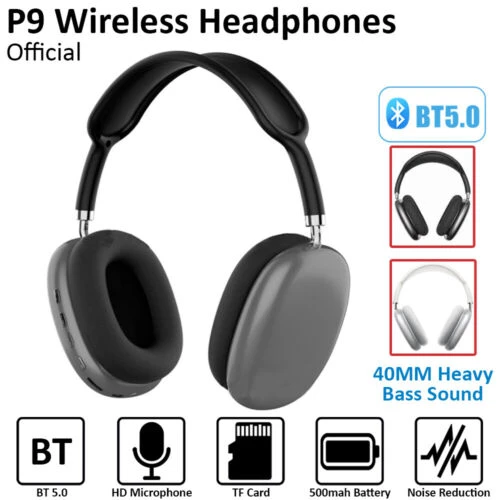 P9 Wireless Headphones
Official
BT5.0
40MM Heavy
Bass Sound
BT
BT 5.0
HD Microphone
TF Card
500mah Battery
Noise Reduction